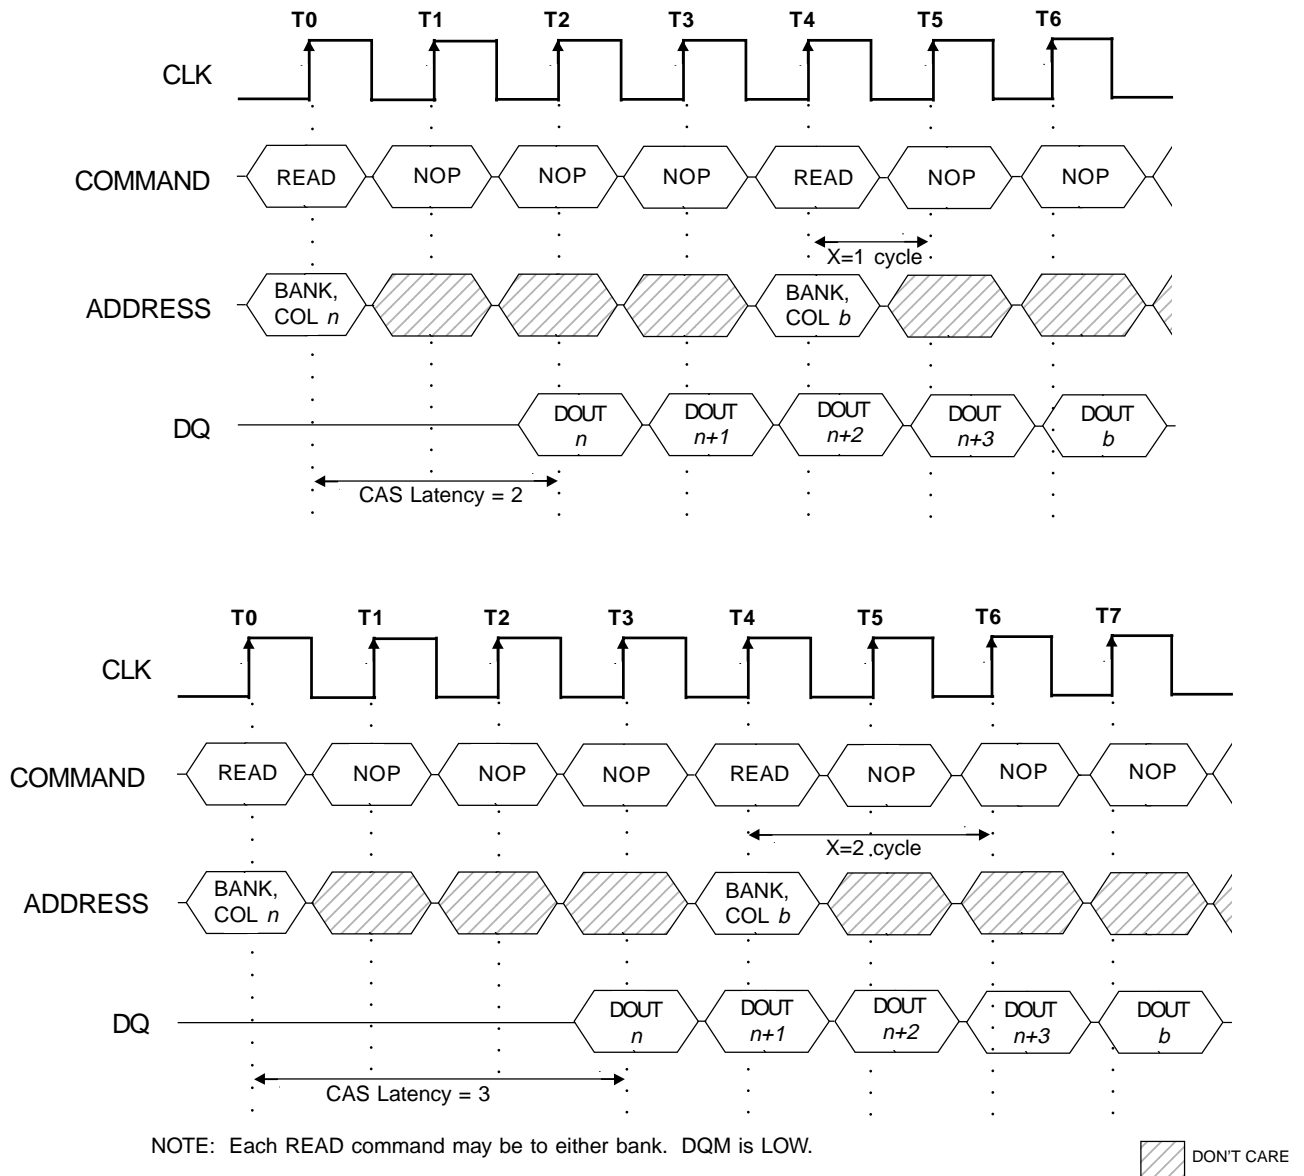 T0 T1 T2 T3 T4 T5 T6
CLK
COMMAND READ NOP NOP NOP READ NOP NOP
X=1 cycle
ADDRESS BANK, COL n BANK, COL b
DQ DOUT n DOUT n+1 DOUT n+2 DOUT n+3 DOUT b
CAS Latency = 2
T0 T1 T2 T3 T4 T5 T6 T7
CLK
COMMAND READ NOP NOP NOP READ NOP NOP NOP
X=2 cycle
ADDRESS BANK, COL n BANK, COL b
DQ DOUT n DOUT n+1 DOUT n+2 DOUT n+3 DOUT b
CAS Latency = 3
NOTE: Each READ command may be to either bank. DQM is LOW.
DON'T CARE